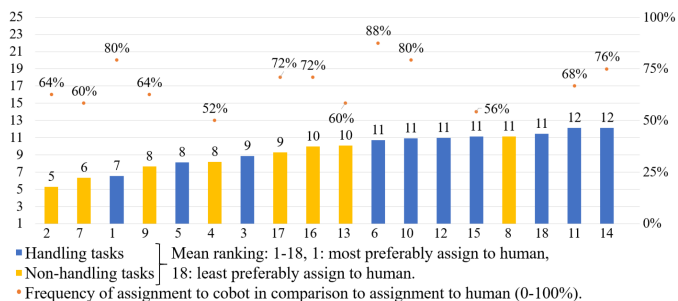 25 100%
23
21 88%
19 80% 80% 76% 75%
17 72% 72% 68%
15 64% 60% 64% 60% 56% 50%
13 52%
11 5 6 7 8 8 8 9 9 10 10 11 11 11 11 11 11 12 12
9
7 25%
5
3
1 0%
2 7 1 9 5 4 3 17 16 13 6 10 12 15 8 18 11 14
Handling tasks Mean ranking: 1-18, 1: most preferably assign to human,
Non-handling tasks 18: least preferably assign to human.
Frequency of assignment to cobot in comparison to assignment to human (0-100%).